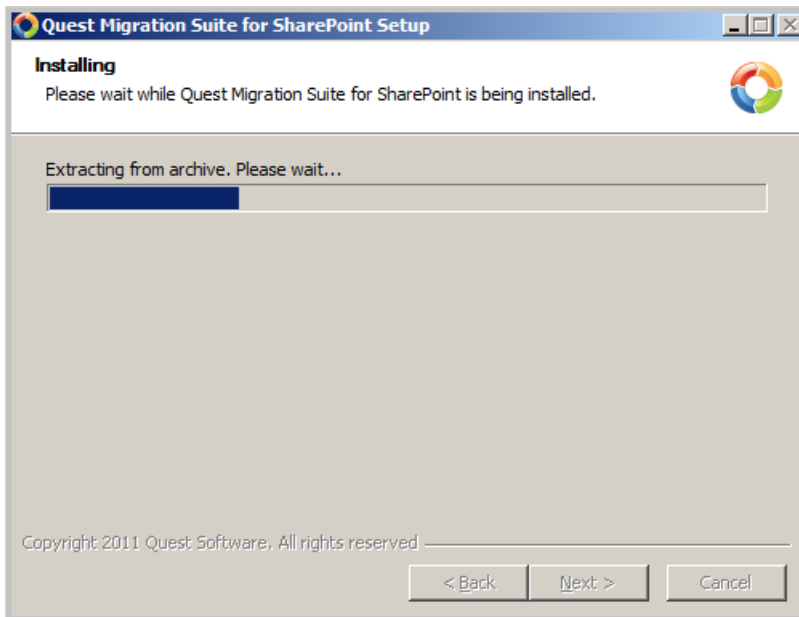 Quest Migration Suite for SharePoint Setup
Installing
Please wait while Quest Migration Suite for SharePoint is being installed.
Extracting from archive. Please wait...
Copyright 2011 Quest Software. All rights reserved
< Back Next > Cancel